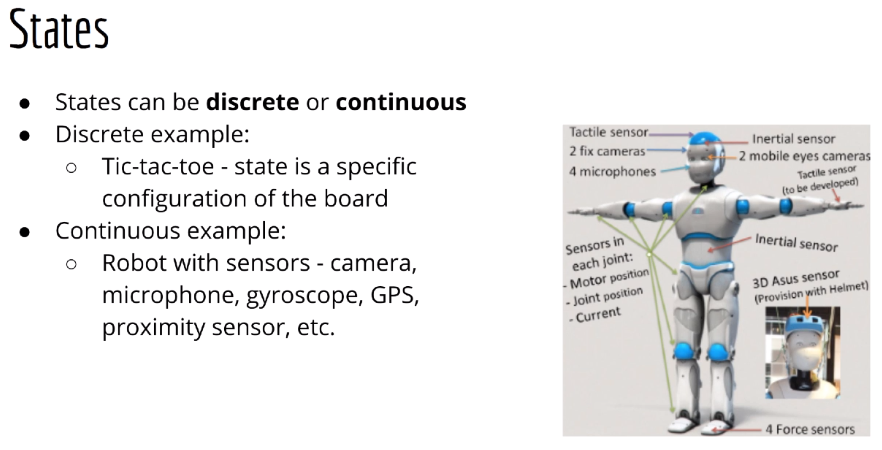 States
● States can be discrete or continuous
● Discrete example:
○ Tic-tac-toe - state is a specific
configuration of the board
● Continuous example:
○ Robot with sensors - camera,
microphone, gyroscope, GPS,
proximity sensor, etc.
Tactile sensor
2 fix cameras
4 microphones
Inertial sensor
2 mobile eyes cameras
Tactile sensor
(to be developed)
Sensors in
each joint:
- Motor position
- Joint position
- Current
Inertial sensor
3D Asus sensor
(Provision with Helmet)
4 Force sensors